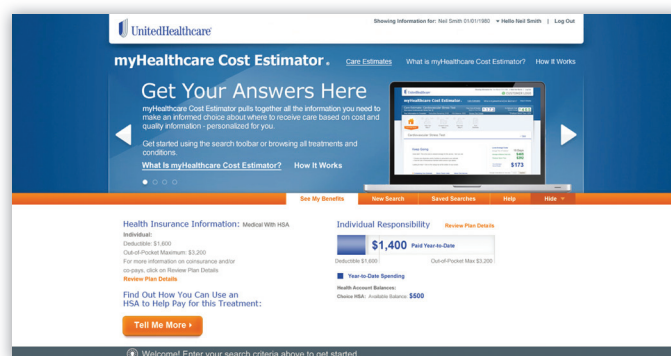 UnitedHealthcare
Showing Information for: Neil Smith 01/01/1980 Hello Neil Smith | Log Out
myHealthcare Cost Estimator. Care Estimates What is myHealthcare Cost Estimator? How It Works
Get Your Answers Here
myHealthcare Cost Estimator pulls together all the information you need to
make an informed choice about where to receive care based on cost and
quality information - personalized for you.
Get started using the search toolbar or browsing all treatments and
conditions.
What Is myHealthcare Cost Estimator? How It Works
$173
See My Benefits New Search Saved Searches Help Hide
Health Insurance Information: Medical With HSA
Individual:
Deductible: $1,600
Out-of-Pocket Maximum: $3,200
For more information on coinsurance and/or
co-pays, click on Review Plan Details
Review Plan Details
Find Out How You Can Use an
HSA to Help Pay for this Treatment:
Tell Me More
Individual Responsibility Review Plan Details
$1,400 Paid Year-to-Date
Deductible $1,600 Out-of-Pocket Max $3,200
Year-to-Date Spending
Health Account Balances:
Choice HSA: Available Balance: $500
Welcome! Enter your search criteria above to get started